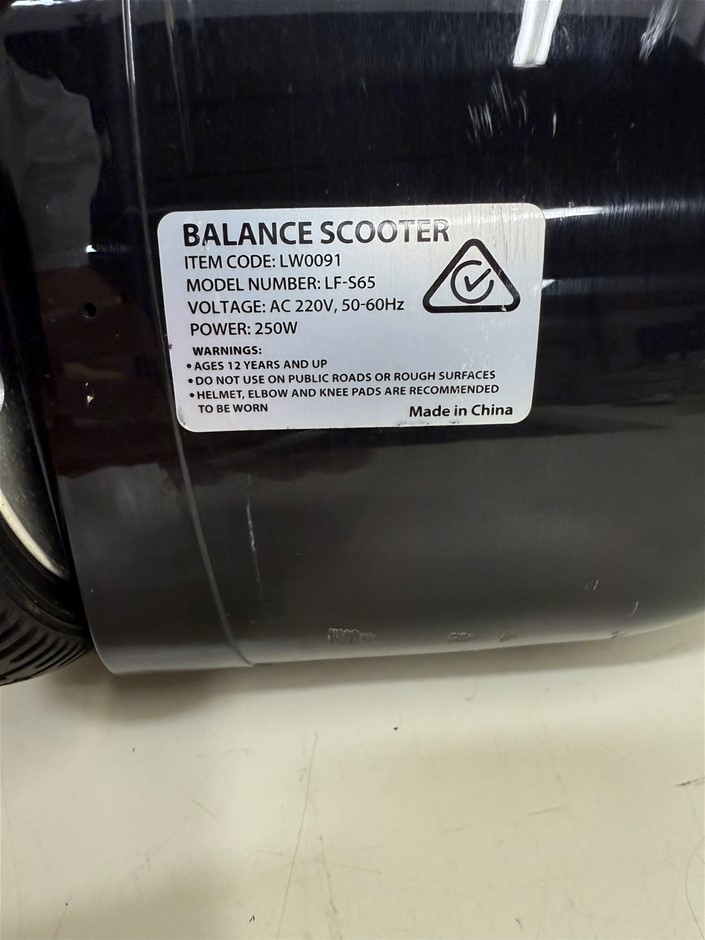 BALANCE SCOOTER
ITEM CODE: LW0091
MODEL NUMBER: LF-S65
VOLTAGE: AC 220V, 50-60Hz
POWER: 250W
WARNINGS:
• AGES 12 YEARS AND UP
• DO NOT USE ON PUBLIC ROADS OR ROUGH SURFACES
• HELMET, ELBOW AND KNEE PADS ARE RECOMMENDED
TO BE WORN
Made in China